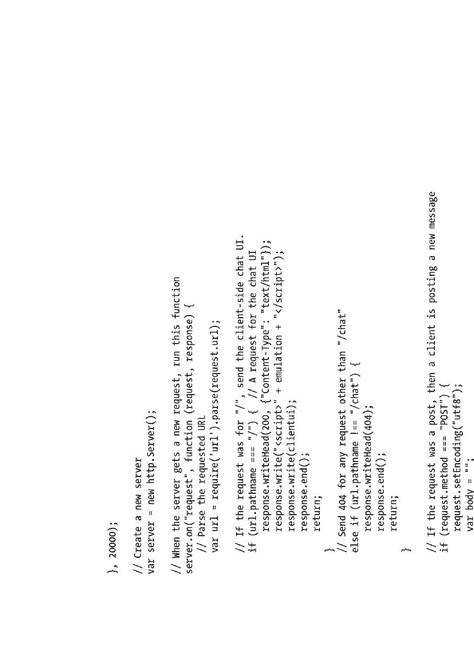 }, 20000);
// Create a new server
var server = new http.Server();
// When the server gets a new request, run this function
server.on("request", function (request, response) {
// Parse the requested URL
var url = require('url').parse(request.url);
// If the request was for "/", send the client-side chat UI.
if (url.pathname === "/") { // A request for the chat UI
response.writeHead(200, {"Content-Type": "text/html"});
response.write("<script>" + emulation + "</script>");
response.write(clientui);
response.end();
return;
}
// Send 404 for any request other than "/chat"
else if (url.pathname !== "/chat") {
response.writeHead(404);
response.end();
return;
}
// If the request was a post, then a client is posting a new message
if (request.method === "POST") {
request.setEncoding("utf8");
var body = "";